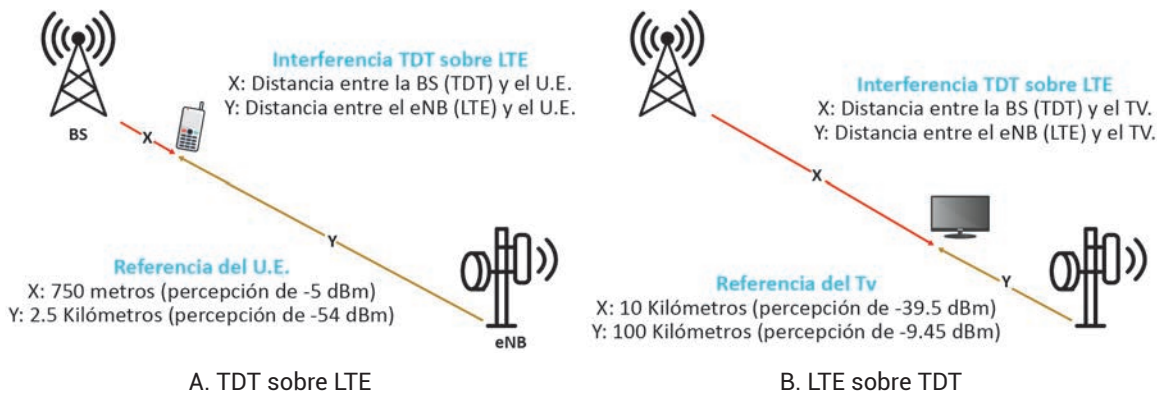 Interferencia TDT sobre LTE
X: Distancia entre la BS (TDT) y el U.E.
Y: Distancia entre el eNB (LTE) y el U.E.
BS
X
Y
Referencia del U.E.
X: 750 metros (percepción de -5 dBm)
Y: 2.5 Kilómetros (percepción de -54 dBm)
eNB
A. TDT sobre LTE
Interferencia TDT sobre LTE
X: Distancia entre la BS (TDT) y el TV.
Y: Distancia entre el eNB (LTE) y el TV.
X
Y
Referencia del Tv
X: 10 Kilómetros (percepción de -39.5 dBm)
Y: 100 Kilómetros (percepción de -9.45 dBm)
B. LTE sobre TDT